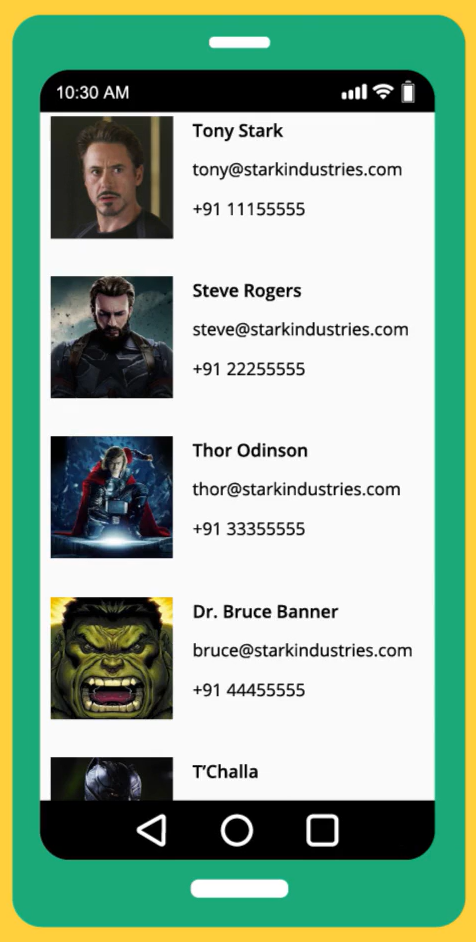 10:30 AM
Tony Stark
tony@starkindustries.com
+91 11155555
Steve Rogers
steve@starkindustries.com
+91 22255555
Thor Odinson
thor@starkindustries.com
+91 33355555
Dr. Bruce Banner
bruce@starkindustries.com
+91 44455555
T’Challa